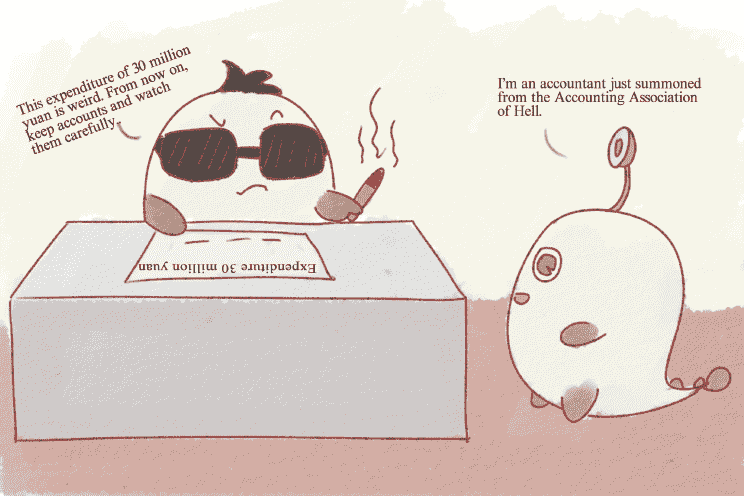 This expenditure of 30 million
yuan is weird. From now on,
keep accounts and watch
them carefully.
I'm an accountant just summoned
from the Accounting Association
of Hell.
Expenditure 30 million yuan